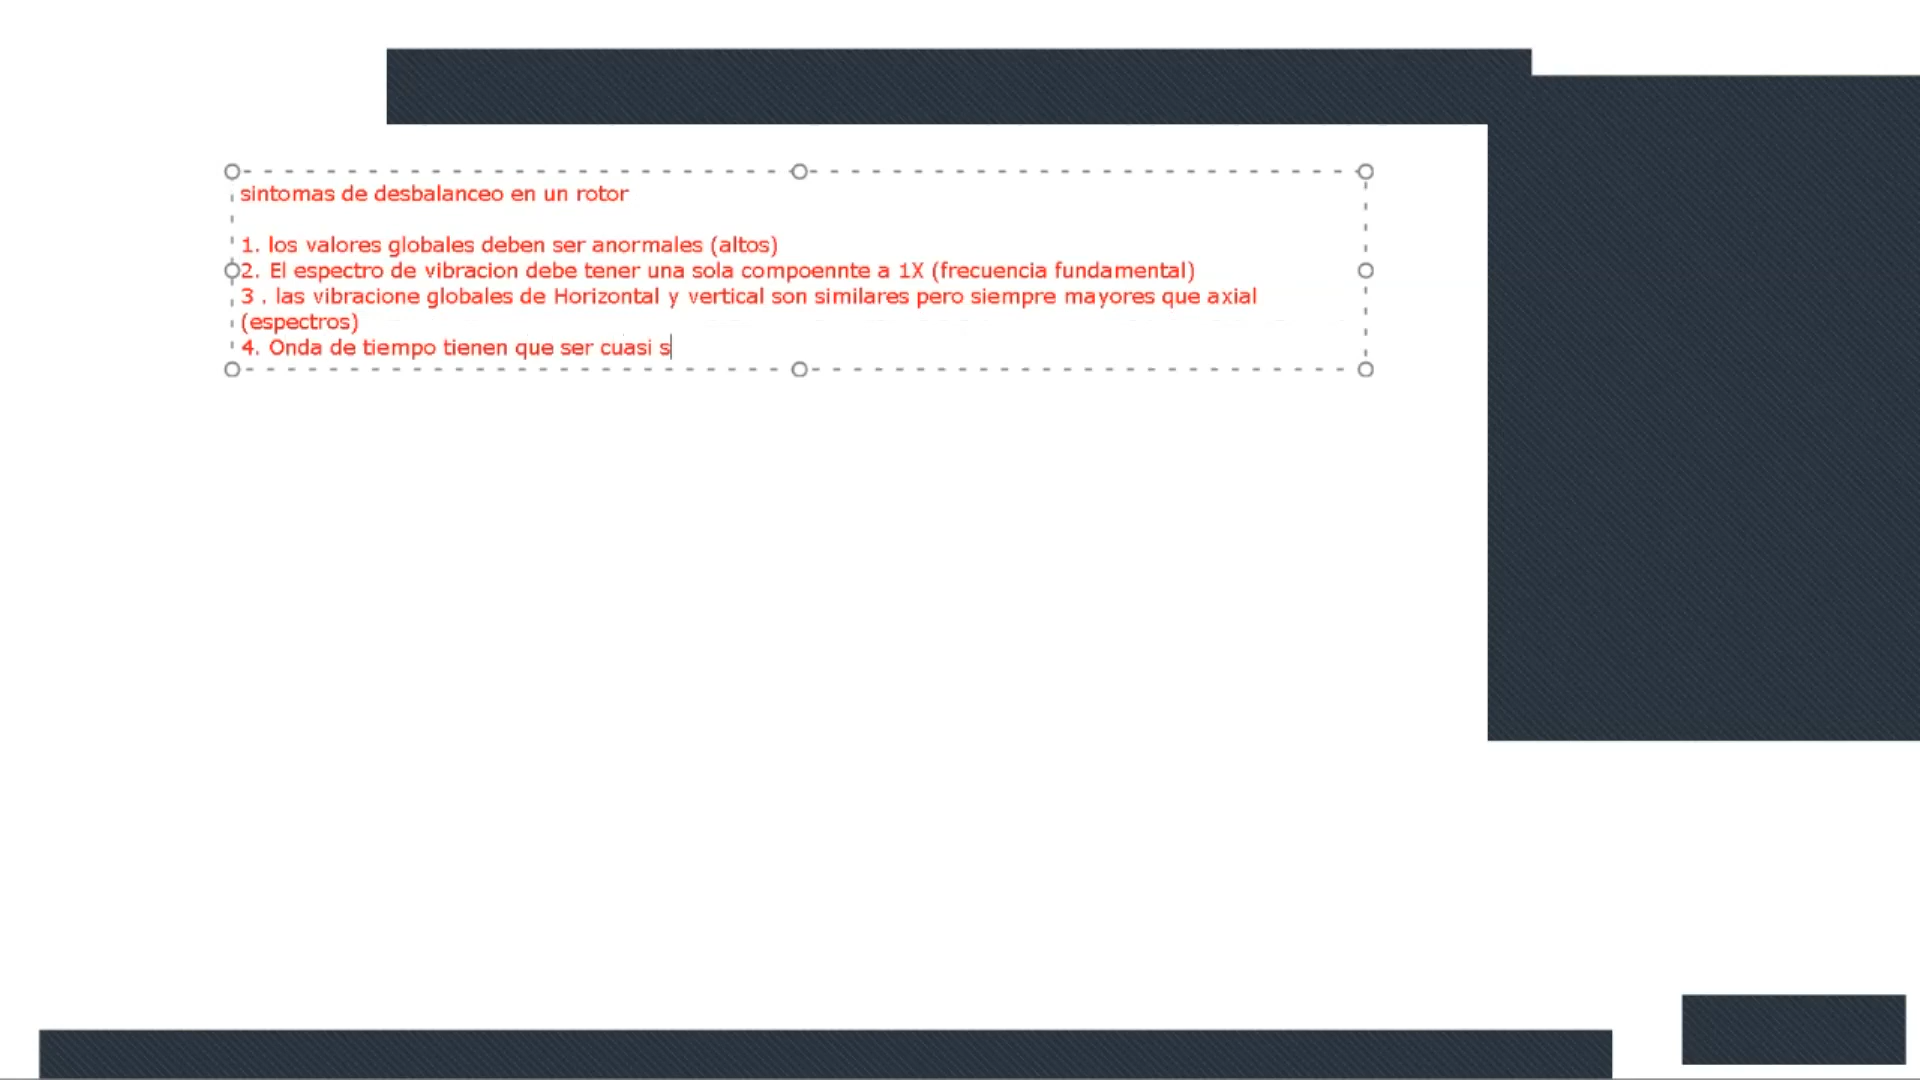 sintomas de desbalanceo en un rotor
1. los valores globales deben ser anormales (altos)
2. El espectro de vibracion debe tener una sola compoennte a 1X (frecuencia fundamental)
3 . las vibracione globales de Horizontal y vertical son similares pero siempre mayores que axial
(espectros)
4. Onda de tiempo tienen que ser cuasi s